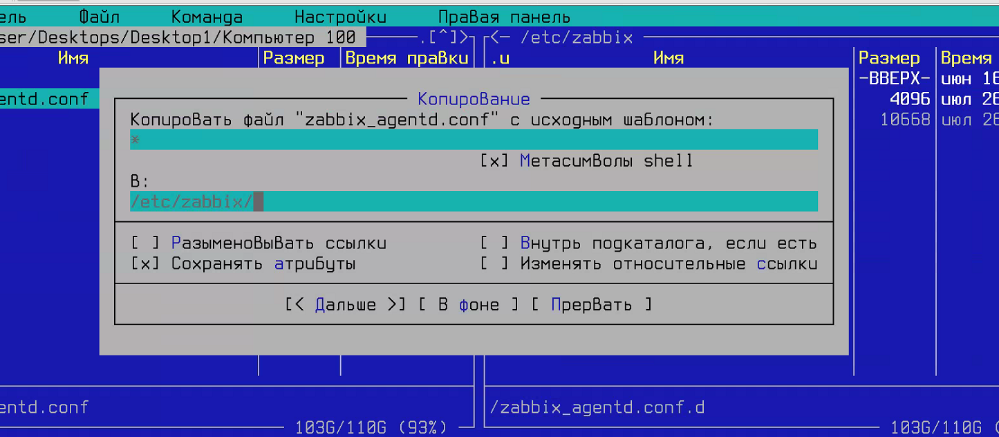 ель Файл Команда Настройки Правая панель
ser/Desktops/Desktop1/Компьютер 100 .[^]> <- /etc/zabbix
Имя Размер Время правки .и Имя Размер Время
-ВВЕРХ- июн 16
entd.conf 4096 июл 26
10668 июл 26
Копирование
Копировать файл "zabbix_agentd.conf" с исходным шаблоном:
*
[x] Метасимволы shell
В:
/etc/zabbix/
[ ] Разыменовывать ссылки [ ] Внутрь подкаталога, если есть
[x] Сохранять атрибуты [ ] Изменять относительные ссылки
[< Дальше >] [ В фоне ] [ Прервать ]
entd.conf /zabbix_agentd.conf.d
103G/110G (93%) 103G/110G (